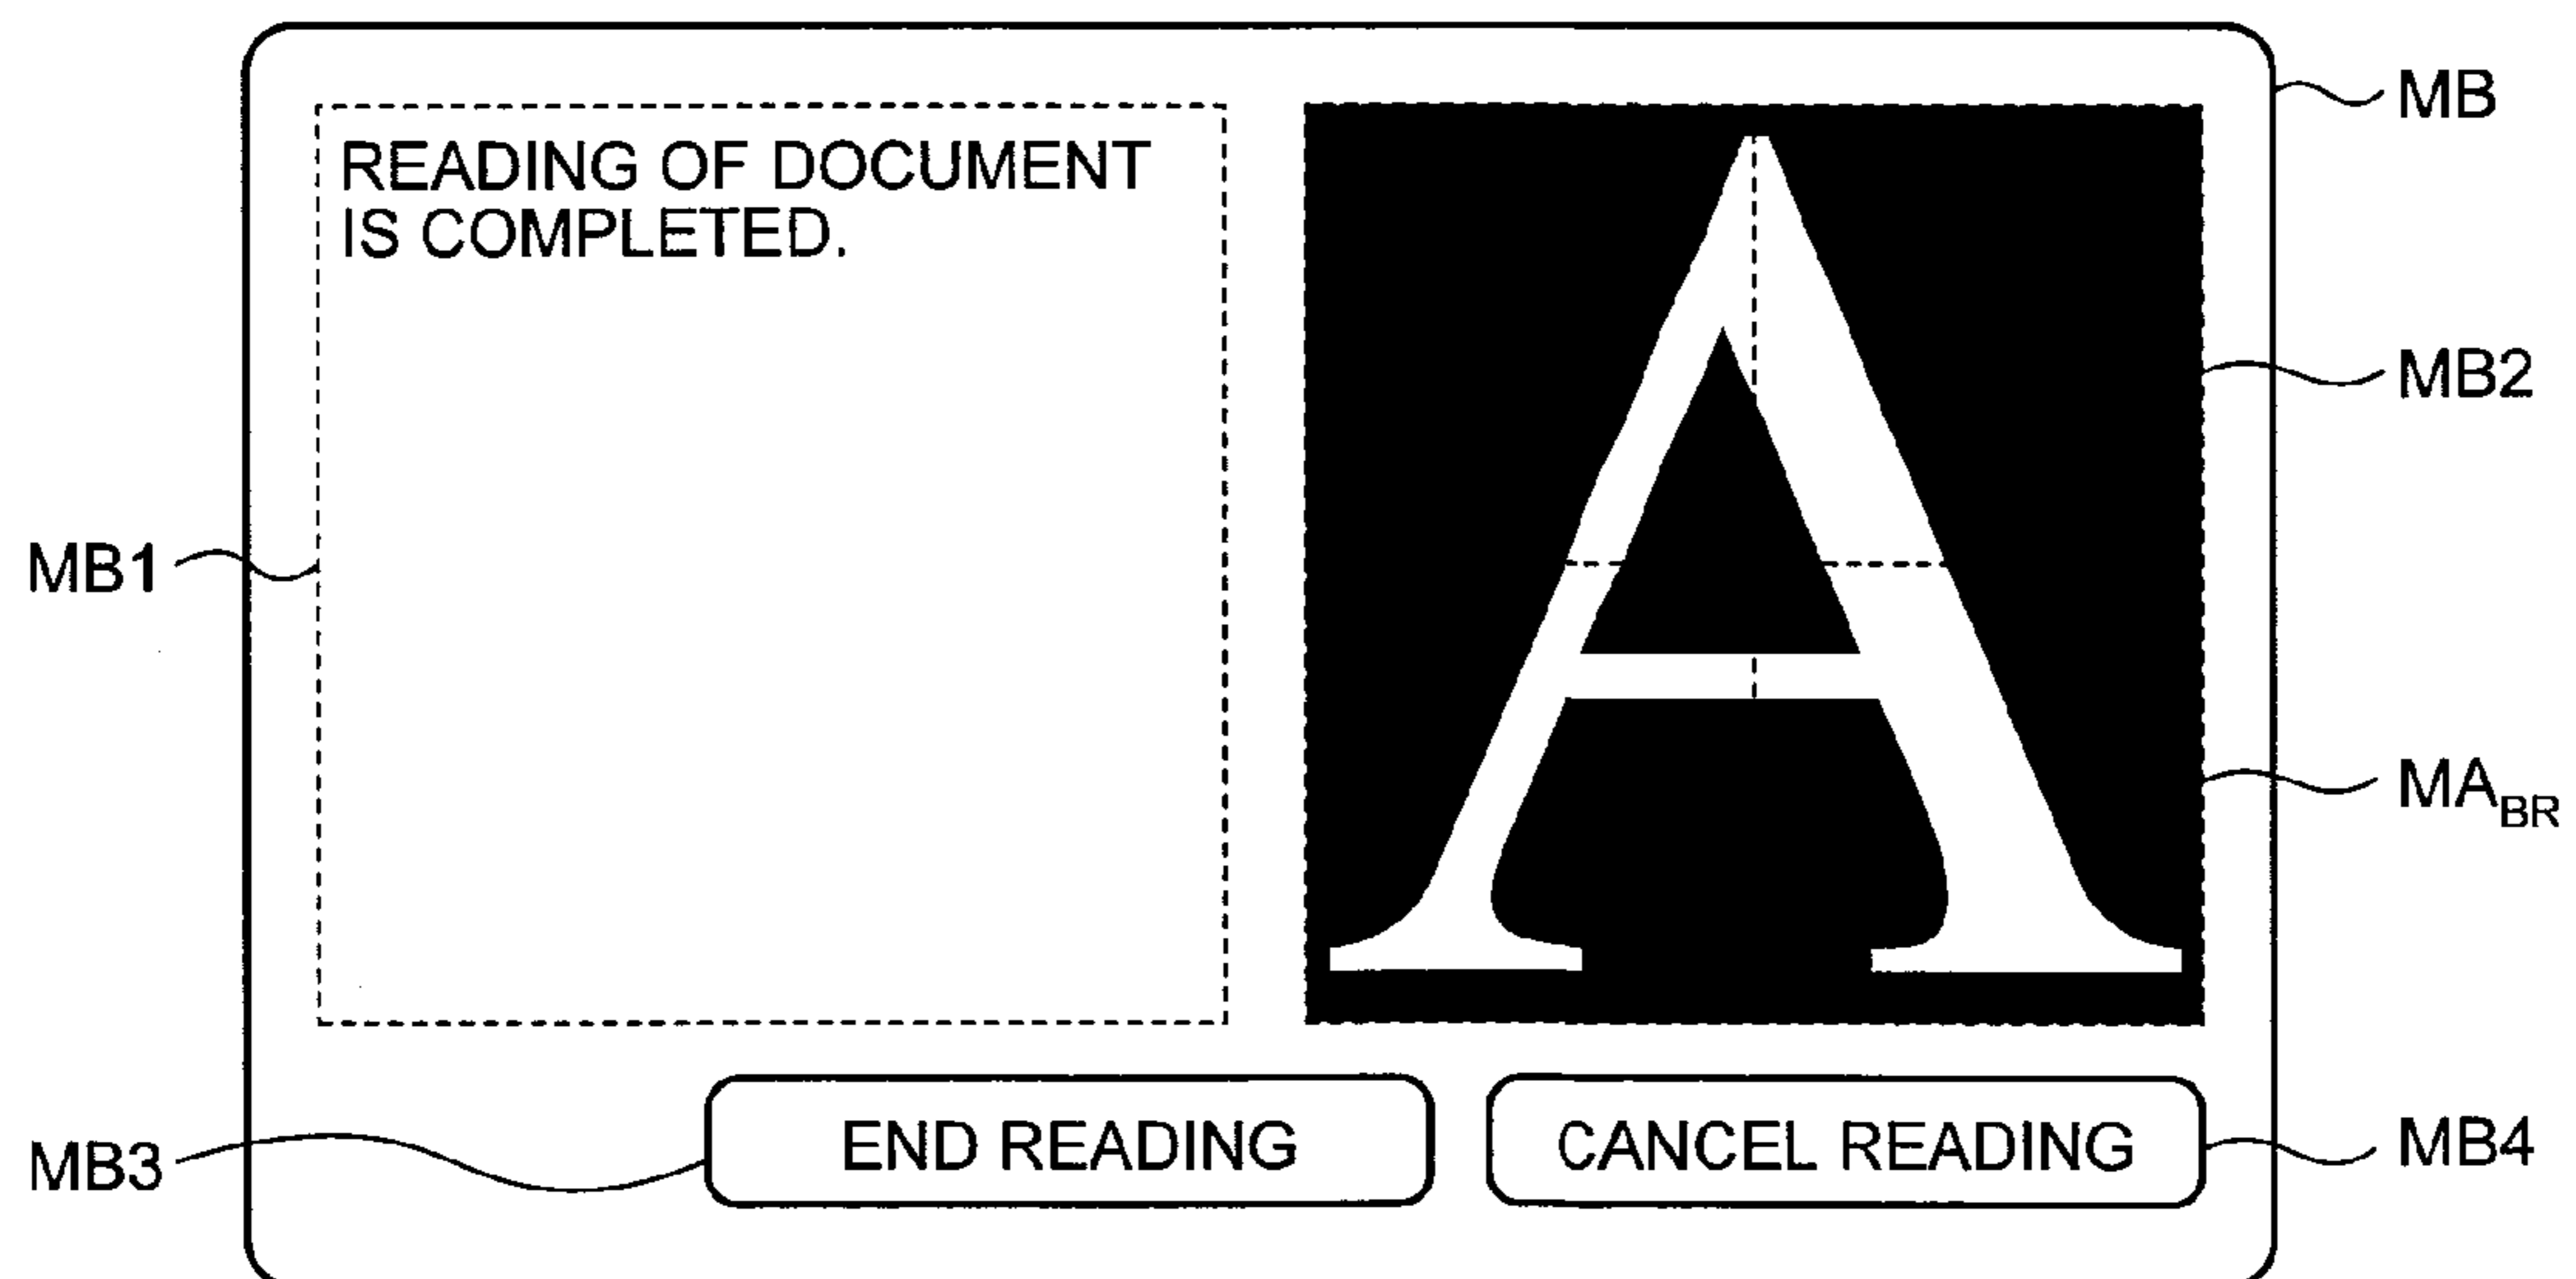 MB
READING OF DOCUMENT
IS COMPLETED.
A
MB2
MB1
MA_BR
MB3
END READING
CANCEL READING
MB4